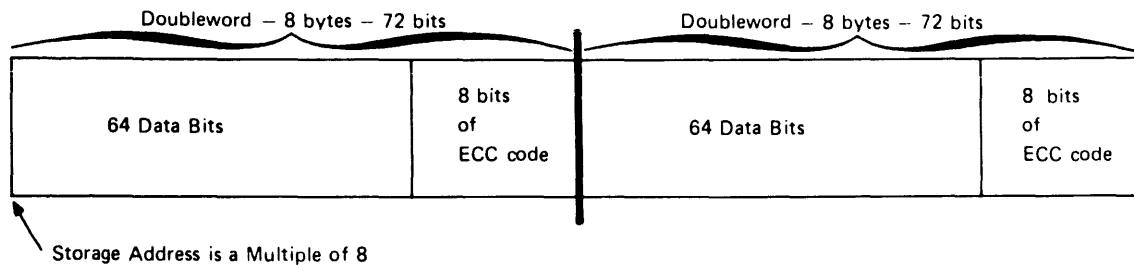 Doubleword – 8 bytes – 72 bits
Doubleword – 8 bytes – 72 bits
64 Data Bits
8 bits
of
ECC code
64 Data Bits
8 bits
of
ECC code
Storage Address is a Multiple of 8